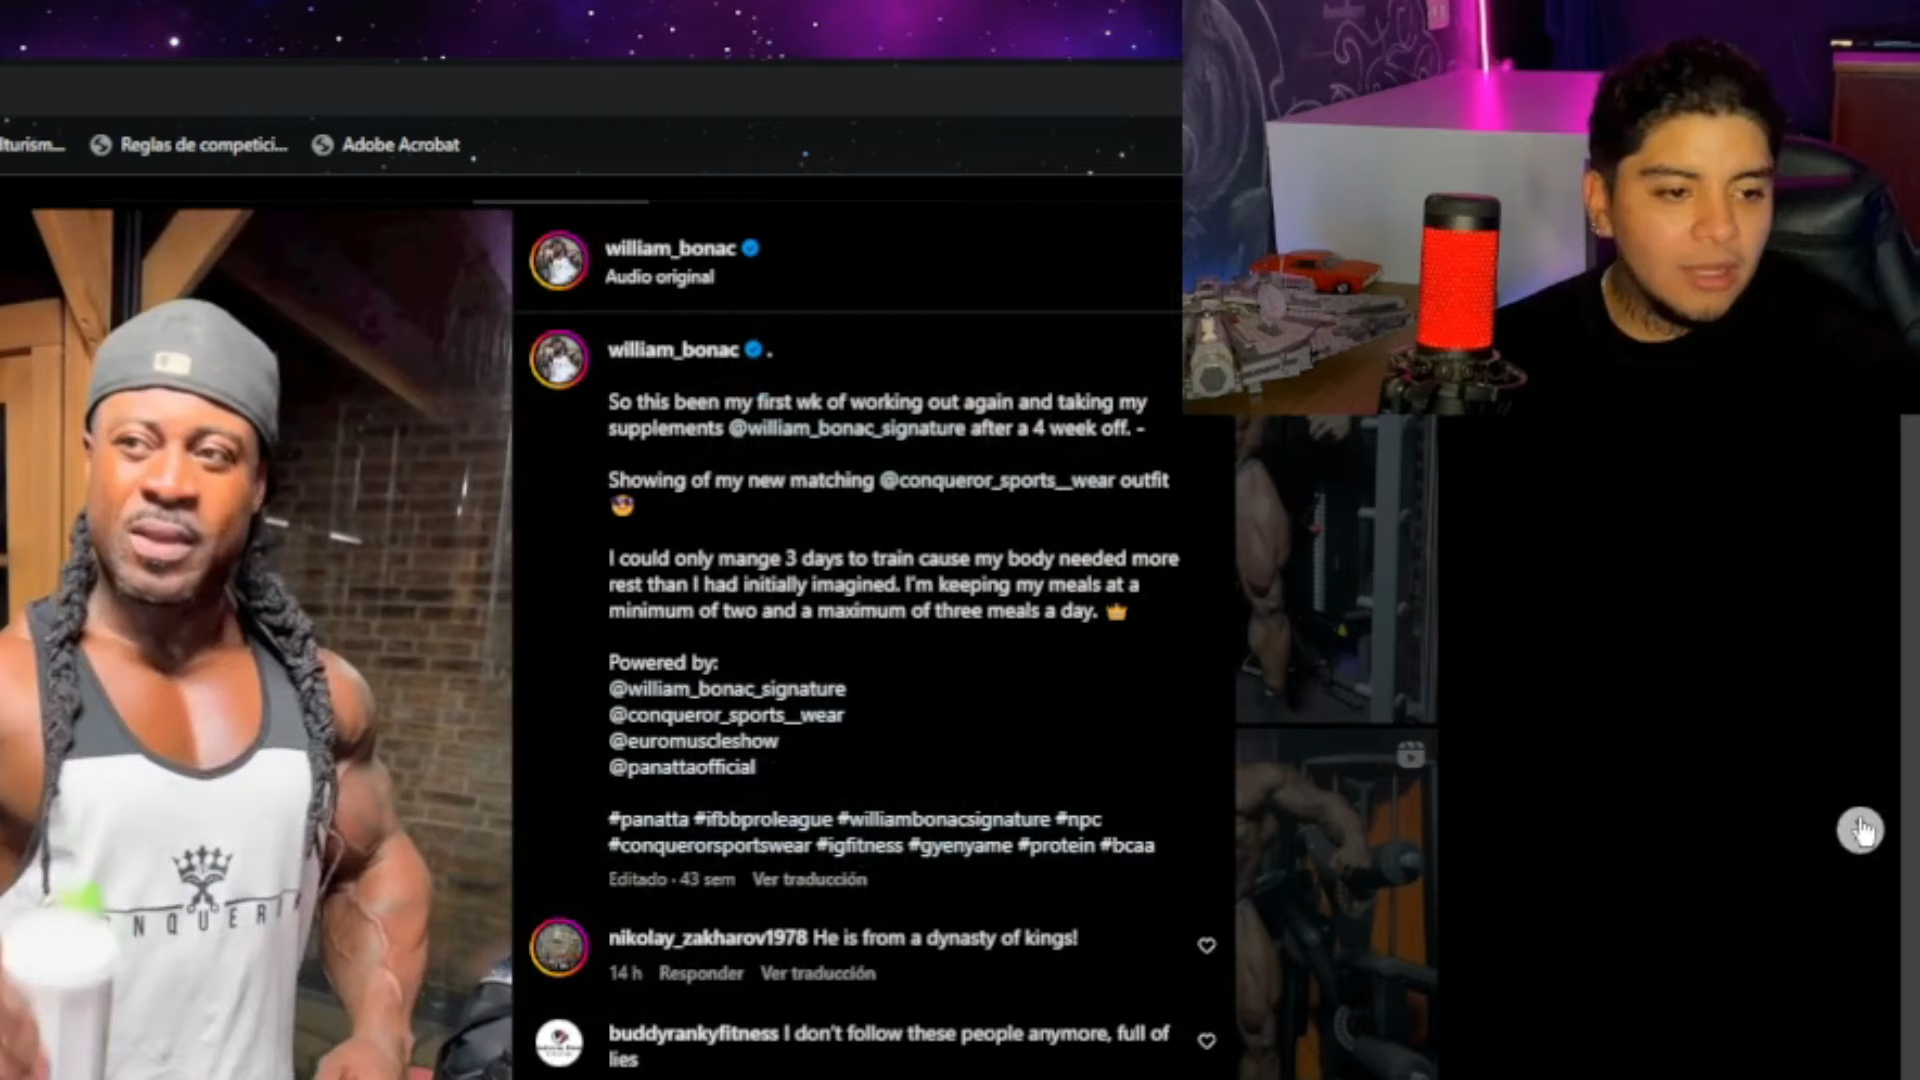 Reglas de competici...
Adobe Acrobat
william_bonac
Audio original
william_bonac .
So this been my first wk of working out again and taking my
supplements @william_bonac_signature after a 4 week off. -
Showing of my new matching @conqueror_sports__wear outfit
I could only mange 3 days to train cause my body needed more
rest than I had initially imagined. I'm keeping my meals at a
minimum of two and a maximum of three meals a day.
Powered by:
@william_bonac_signature
@conqueror_sports__wear
@euromuscleshow
@panattaofficial
#panatta #ifbbproleague #williambonacsignature #npc
#conquerorsportswear #igfitness #gyenyame #protein #bcaa
Editado · 43 sem Ver traducción
nikolay_zakharov1978 He is from a dynasty of kings!
14 h Responder Ver traducción
buddyrankyfitness I don't follow these people anymore, full of
lies
NQUER